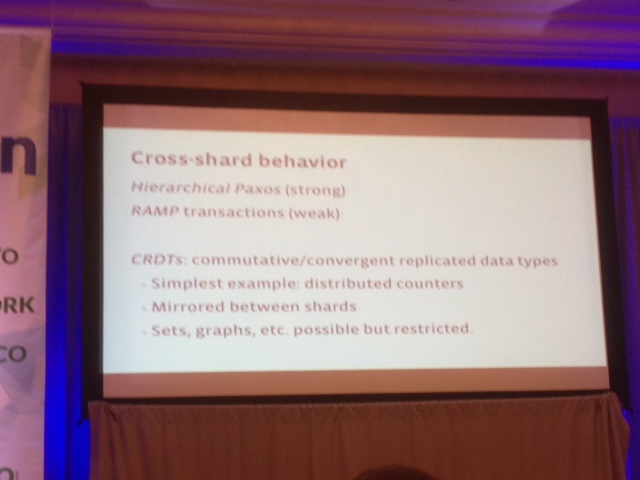 n
O
ORK
CO
Cross-shard behavior
Hierarchical Paxos (strong)
RAMP transactions (weak)
CRDTs: commutative/convergent replicated data types
- Simplest example: distributed counters
- Mirrored between shards
- Sets, graphs, etc. possible but restricted.